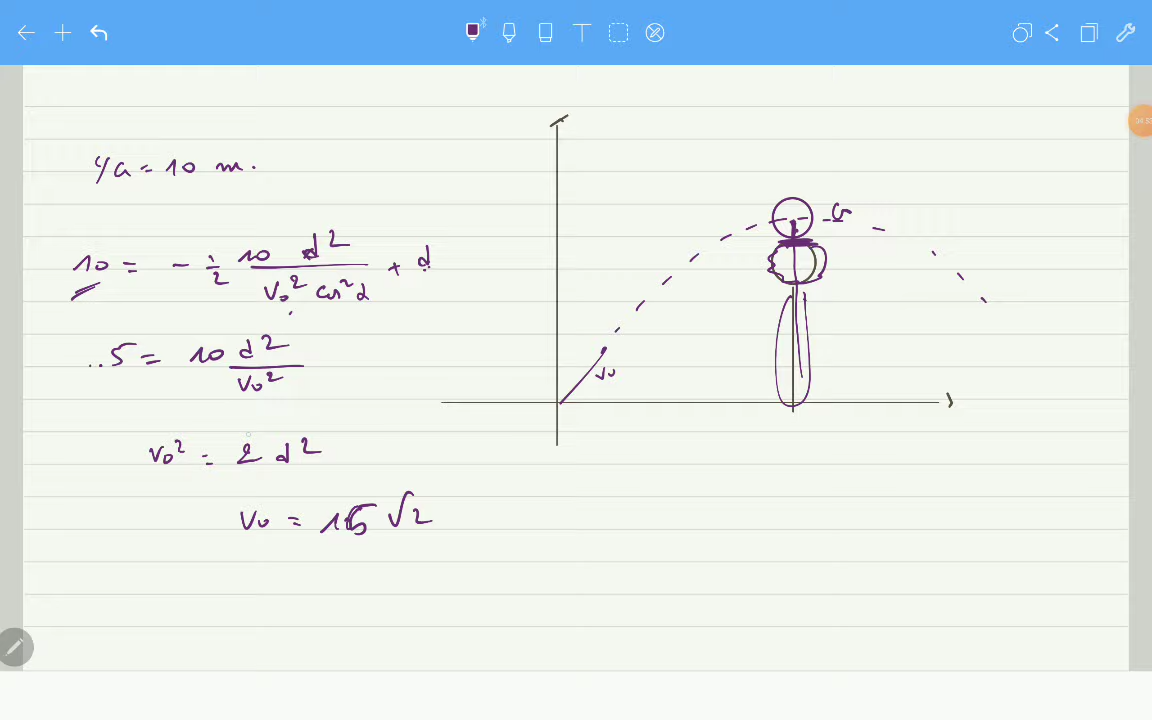 yG = 10 m.
10 = - 1/2 10 d² / v₀² cos²α + d
..5 = 10 d² / v₀²
v₀² = 2 d²
v₀ = 15 √2
G
v₀